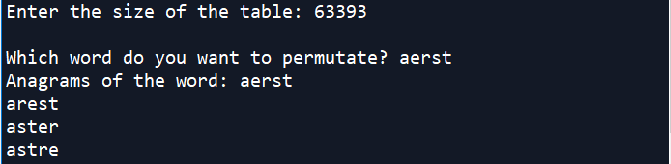 Enter the size of the table: 63393
Which word do you want to permutate? aerst
Anagrams of the word: aerst
arest
aster
astre